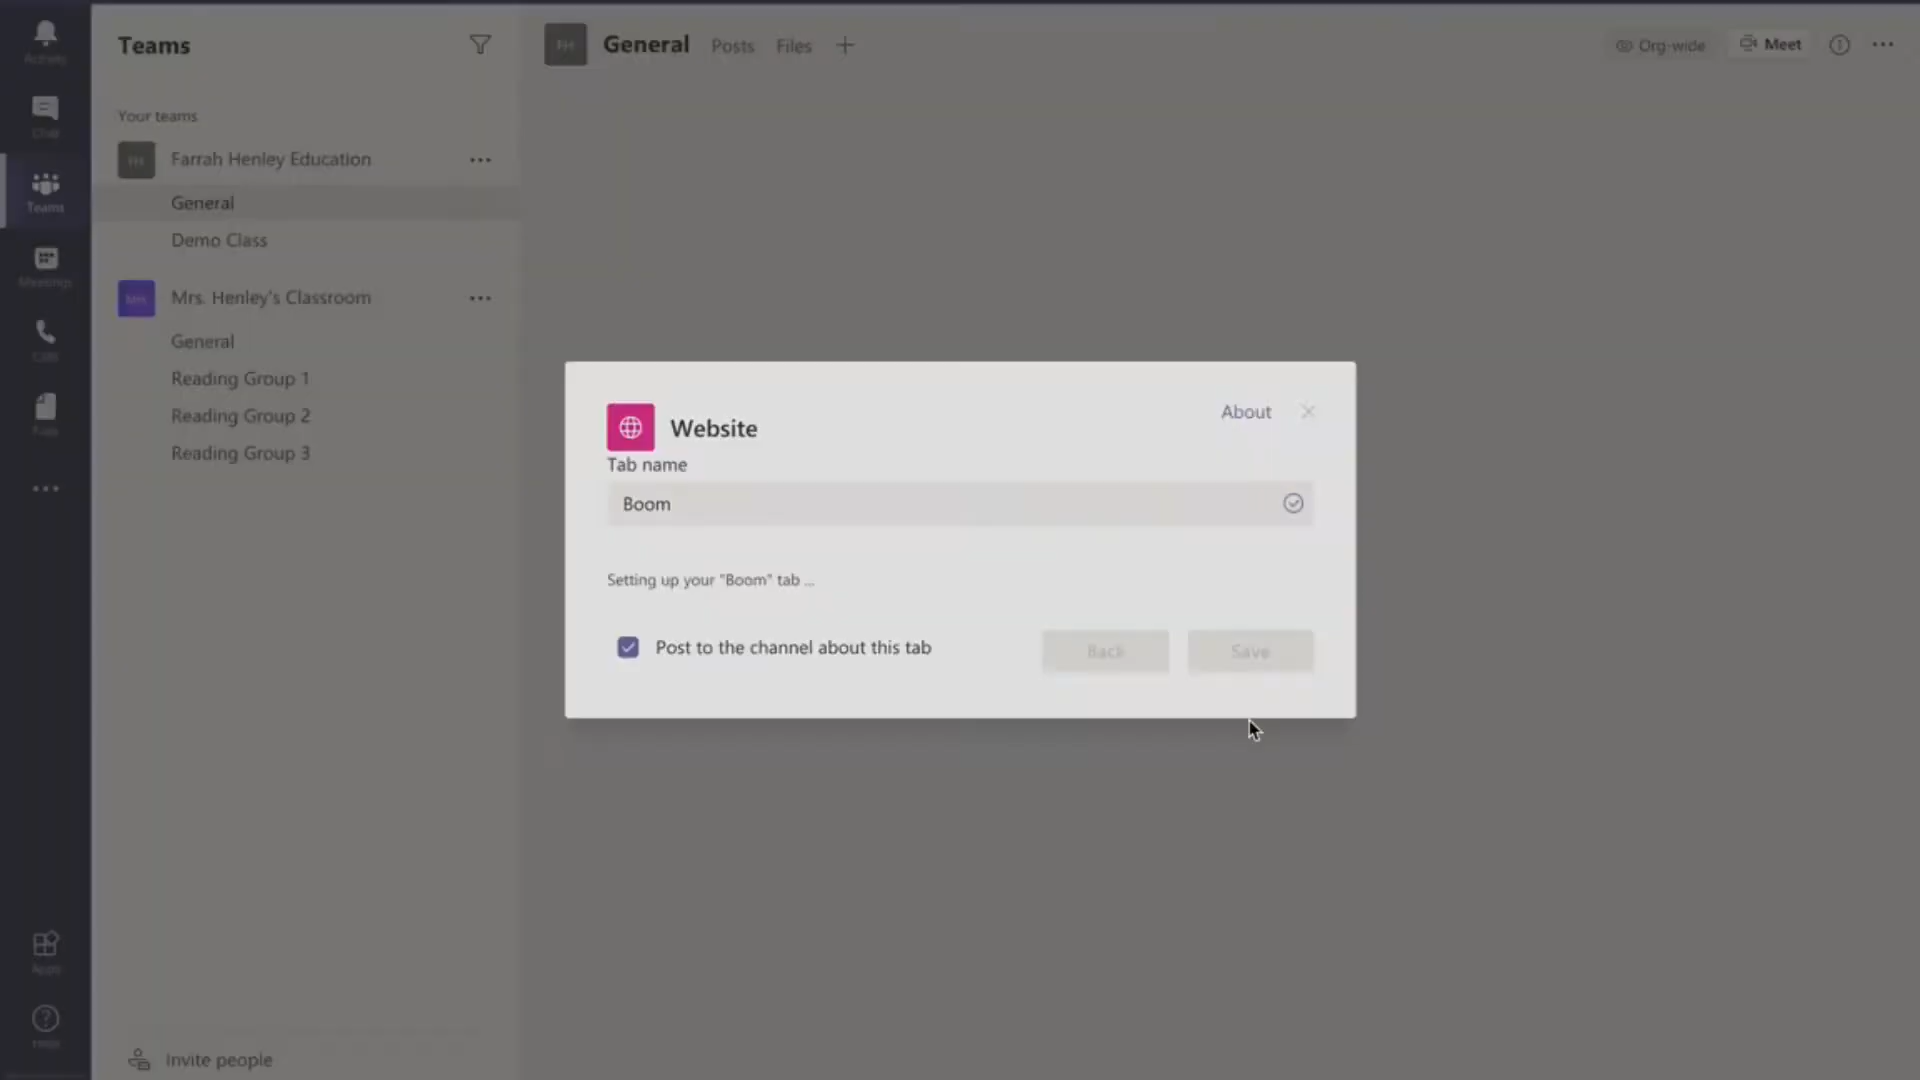 Activity
Chat
Teams
Meetings
Calls
Files
Apps
Help
Teams
Your teams
FH
Farrah Henley Education
General
Demo Class
MH
Mrs. Henley's Classroom
General
Reading Group 1
Reading Group 2
Reading Group 3
Invite people
FH
General Posts Files
Org-wide
Meet
Website
About
Tab name
Boom
Setting up your "Boom" tab ...
Post to the channel about this tab
Back
Save